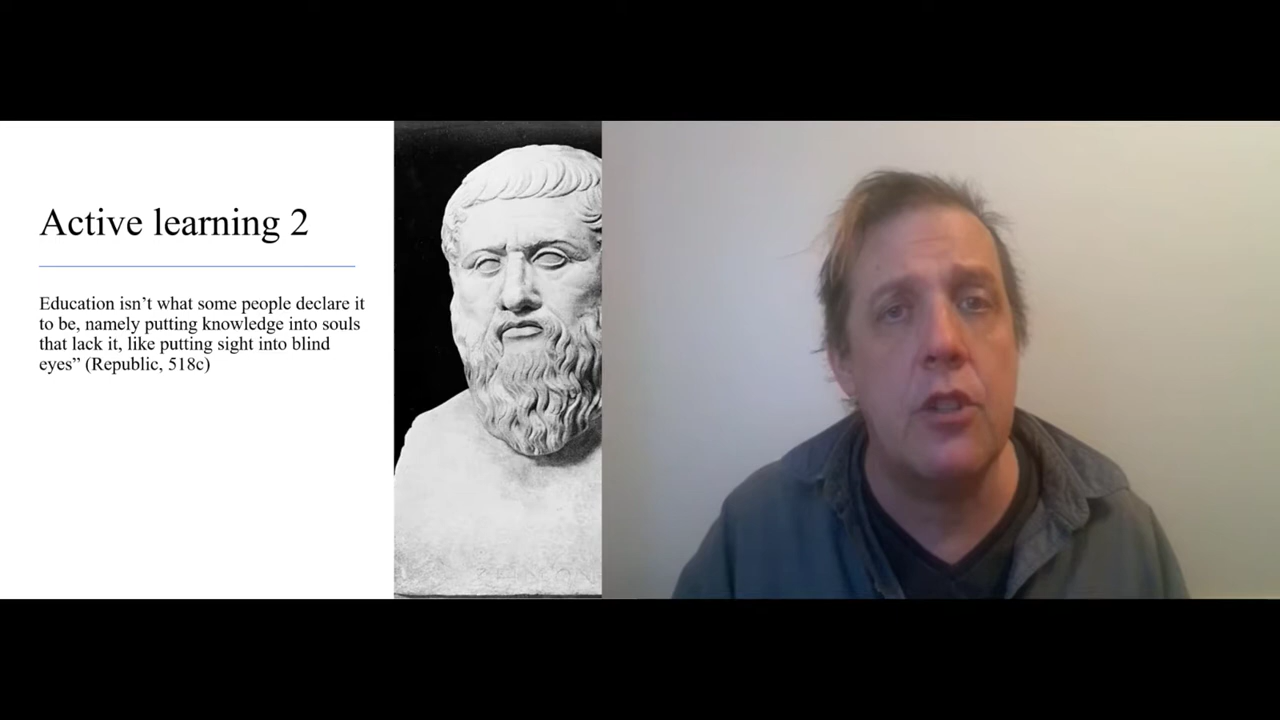 Active learning 2
Education isn’t what some people declare it
to be, namely putting knowledge into souls
that lack it, like putting sight into blind
eyes” (Republic, 518c)